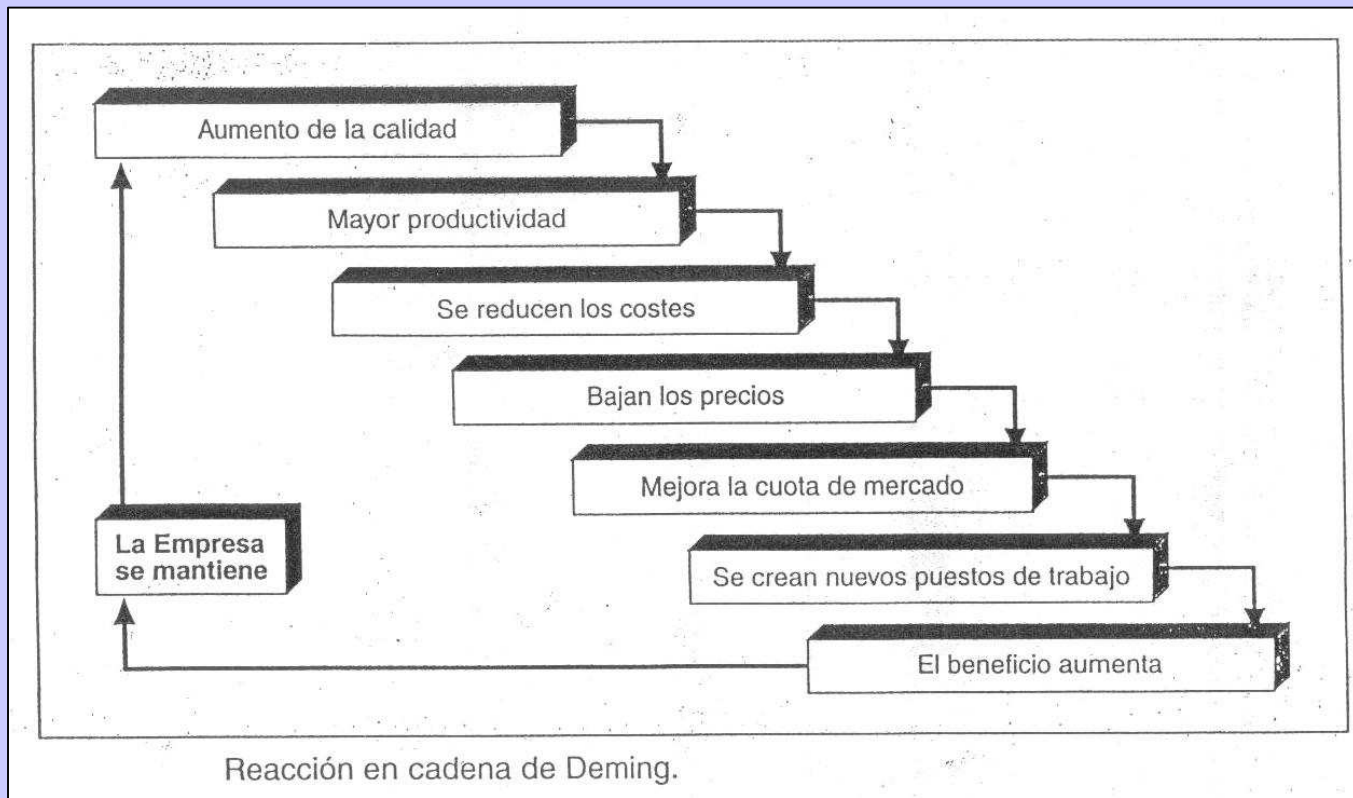 Aumento de la calidad
Mayor productividad
Se reducen los costes
Bajan los precios
Mejora la cuota de mercado
Se crean nuevos puestos de trabajo
El beneficio aumenta
La Empresa
se mantiene
Reacción en cadena de Deming.